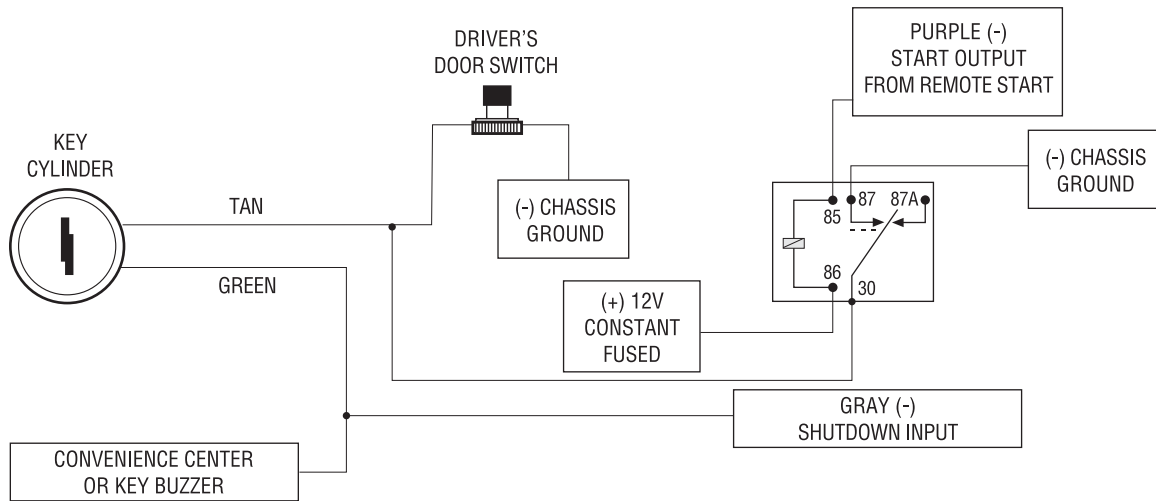 PURPLE (-)
START OUTPUT
FROM REMOTE START
DRIVER'S
DOOR SWITCH
KEY
CYLINDER
(-) CHASSIS
GROUND
TAN
(-) CHASSIS
GROUND
85
87
87A
GREEN
86
30
(+) 12V
CONSTANT
FUSED
GRAY (-)
SHUTDOWN INPUT
CONVENIENCE CENTER
OR KEY BUZZER